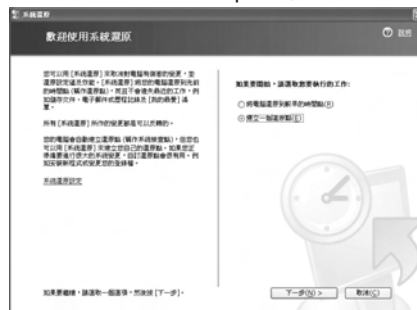 系統還原
歡迎使用系統還原
說明
您可以用 [系統還原] 來取消對電腦有損害的變更，並
還原設定值及效能。[系統還原] 將您的電腦還原到先前
的時間點 (稱作還原點)，而且不會遺失最近的工作，例
如儲存文件、電子郵件或歷程記錄及 [我的最愛] 清
單。
所有 [系統還原] 所作的變更都是可以反轉的。
您的電腦會自動建立還原點 (稱作系統檢查點)，但您也
可以用 [系統還原] 來建立您自己的還原點。如果您正
準備要進行很大的系統變更，自訂還原點會很有用，例
如安裝新程式或變更您的登錄檔。
系統還原設定
如果要開始，請選取您要執行的工作:
將電腦還原到較早的時間點(R)
建立一個還原點(E)
如果要繼續，請選取一個選項，然後按 [下一步]。
下一步(N) >
取消(C)